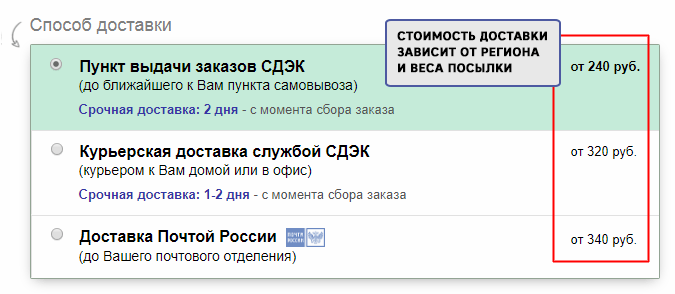 Способ доставки
СТОИМОСТЬ ДОСТАВКИ
ЗАВИСИТ ОТ РЕГИОНА
И ВЕСА ПОСЫЛКИ
Пункт выдачи заказов СДЭК
от 240 руб.
(до ближайшего к Вам пункта самовывоза)
Срочная доставка: 2 дня - с момента сбора заказа
Курьерская доставка службой СДЭК
от 320 руб.
(курьером к Вам домой или в офис)
Срочная доставка: 1-2 дня - с момента сбора заказа
Доставка Почтой России
ПОЧТА
РОССИИ
от 340 руб.
(до Вашего почтового отделения)